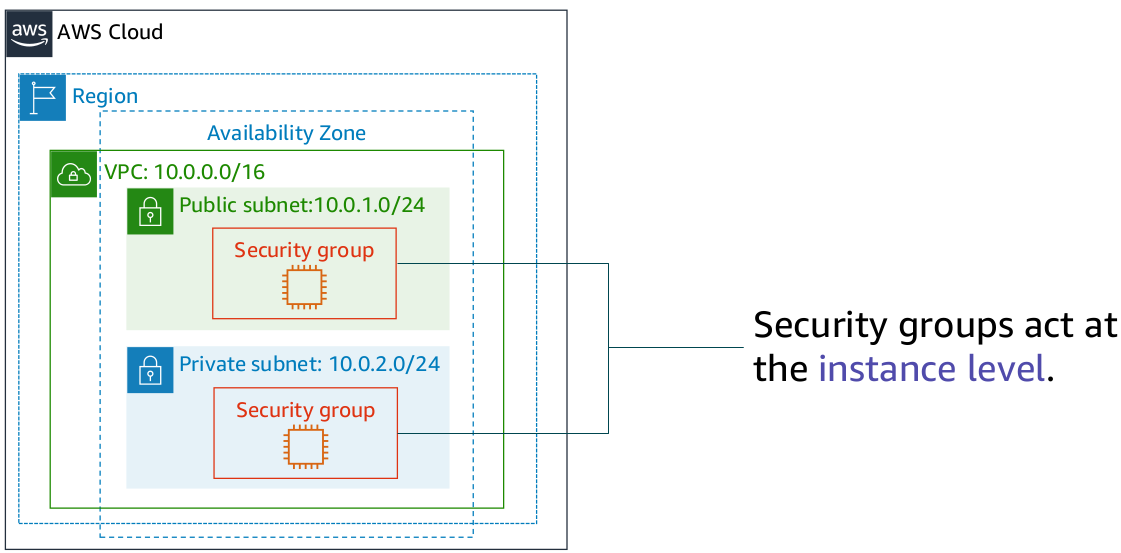 aws
AWS Cloud
Region
Availability Zone
VPC: 10.0.0.0/16
Public subnet:10.0.1.0/24
Security group
Private subnet: 10.0.2.0/24
Security group
Security groups act at
the instance level.